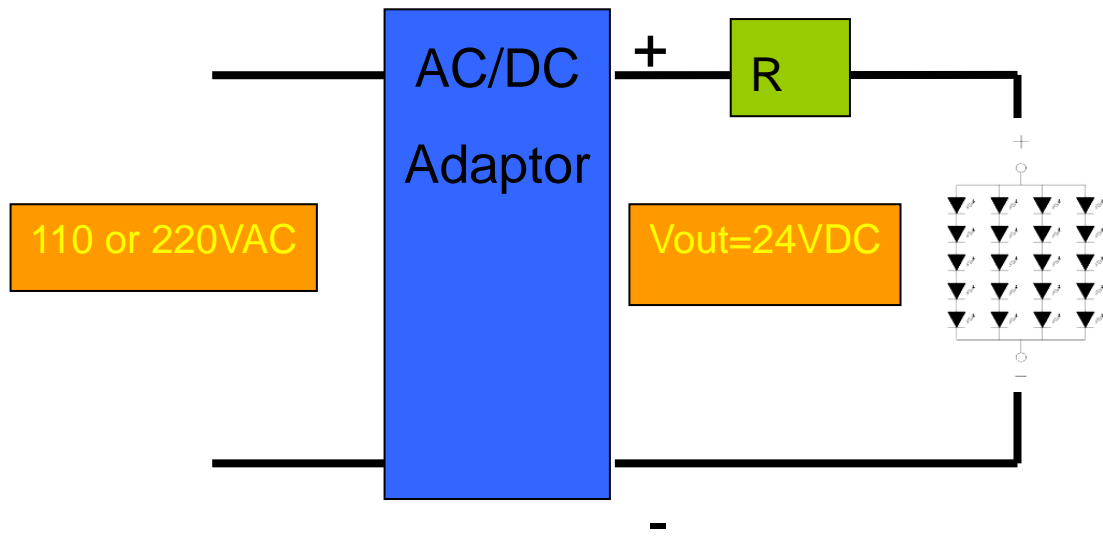 AC/DC
Adaptor
+
R
110 or 220VAC
Vout=24VDC
+
-
-